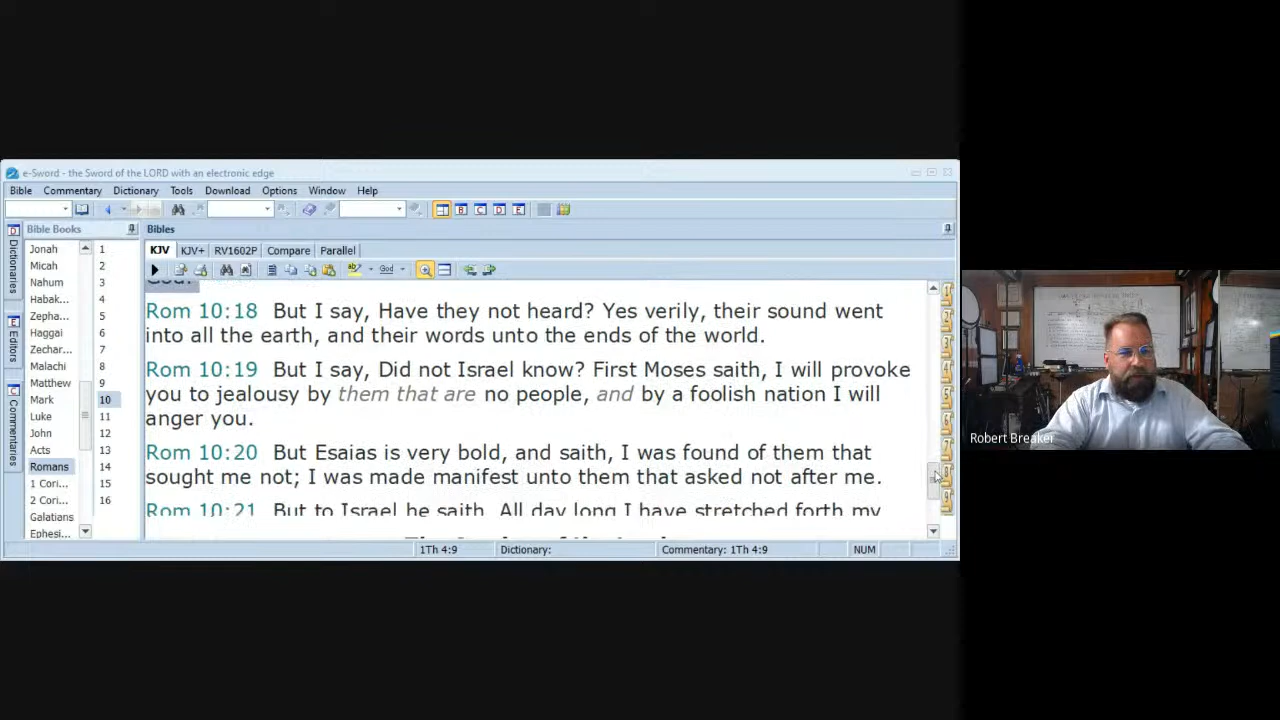 e-Sword - the Sword of the LORD with an electronic edge
Bible Commentary Dictionary Tools Download Options Window Help
Bible Books
Bibles
KJV KJV+ RV1602P Compare Parallel
Dictionaries
Editors
Commentaries
Jonah 1
Micah 2
Nahum 3
Habak... 4
Zepha... 5
Haggai 6
Zechar... 7
Malachi 8
Matthew 9
Mark 10
Luke 11
John 12
Acts 13
Romans 14
1 Cori... 15
2 Cori... 16
Galatians
Ephesi...
God.
Rom 10:18 But I say, Have they not heard? Yes verily, their sound went
into all the earth, and their words unto the ends of the world.
Rom 10:19 But I say, Did not Israel know? First Moses saith, I will provoke
you to jealousy by them that are no people, and by a foolish nation I will
anger you.
Rom 10:20 But Esaias is very bold, and saith, I was found of them that
sought me not; I was made manifest unto them that asked not after me.
Rom 10:21 But to Israel he saith, All day long I have stretched forth my
1Th 4:9 Dictionary: Commentary: 1Th 4:9 NUM
Robert Breaker